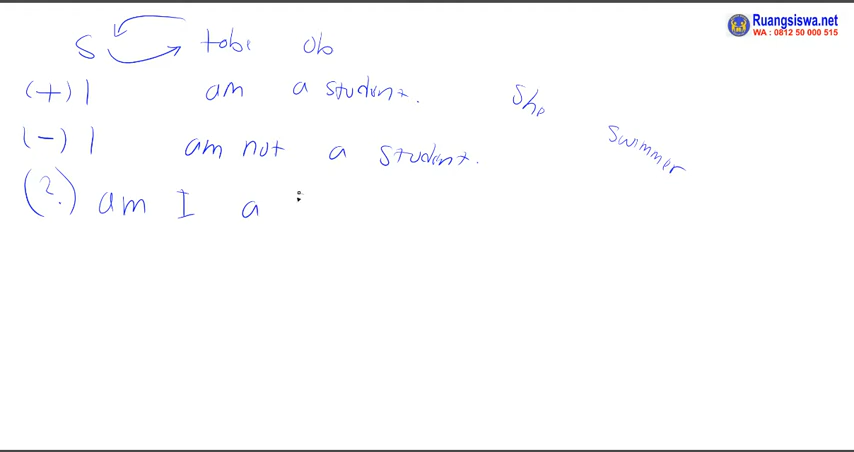 Ruangsiswa.net
WA : 0812 50 000 515
S tobe ob
(+) I am a student.
She
(-) I am not a student.
swimmer
(?) am I a